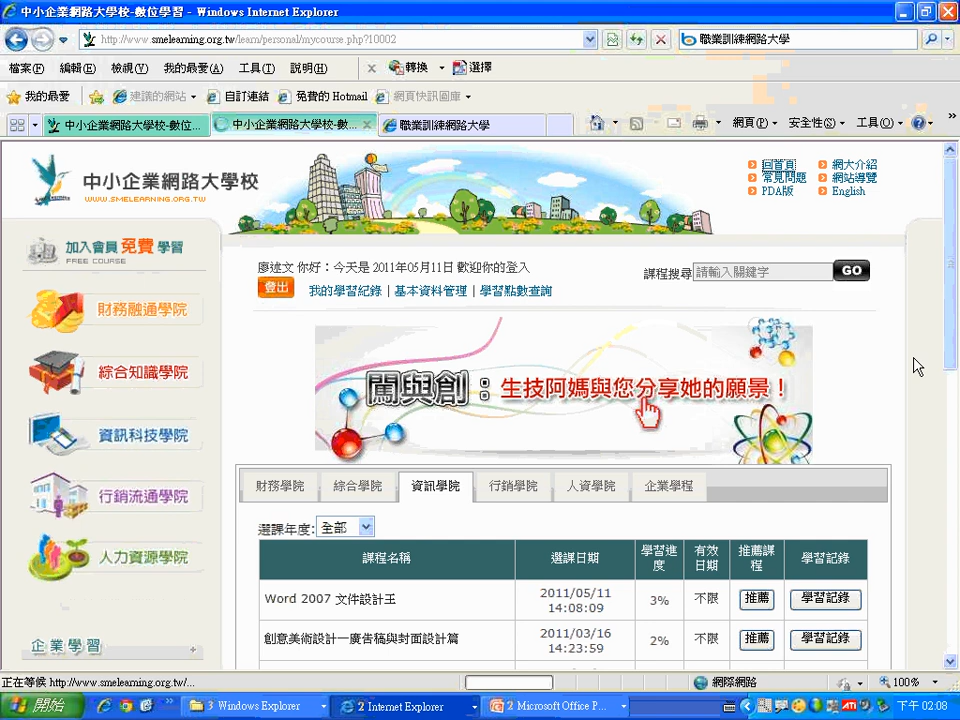 中小企業網路大學校-數位學習 - Windows Internet Explorer
http://www.smelearning.org.tw/learn/personal/mycourse.php?10002
職業訓練網路大學
檔案(F) 編輯(E) 檢視(V) 我的最愛(A) 工具(T) 說明(H)
轉換 選擇
我的最愛 建議的網站 自訂連結 免費的 Hotmail 網頁快訊圖庫
中小企業網路大學校-數位... 中小企業網路大學校-數... 職業訓練網路大學
網頁(P) 安全性(S) 工具(O)
中小企業網路大學校
WWW.SMELEARNING.ORG.TW
回首頁 網大介紹
常見問題 網站導覽
PDA版 English
加入會員 免費 學習
FREE COURSE
財務融通學院
綜合知識學院
資訊科技學院
行銷流通學院
人力資源學院
企業學習
廖述文 你好：今天是 2011年05月11日 歡迎你的登入
登出 我的學習紀錄 | 基本資料管理 | 學習點數查詢
課程搜尋 請輸入關鍵字 GO
闖與創：生技阿媽與您分享她的願景！
財務學院 綜合學院 資訊學院 行銷學院 人資學院 企業學程
選課年度: 全部
課程名稱 選課日期 學習進度 有效日期 推薦課程 學習記錄
Word 2007 文件設計王 2011/05/11 14:08:09 3% 不限 推薦 學習記錄
創意美術設計—廣告稿與封面設計篇 2011/03/16 14:23:59 2% 不限 推薦 學習記錄
正在等候 http://www.smelearning.org.tw/...
網際網路 100%
開始 3 Windows Explorer 2 Internet Explorer 2 Microsoft Office P... 下午 02:08